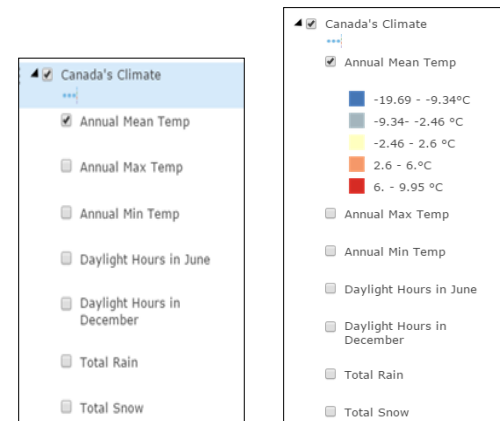 Canada's Climate
Annual Mean Temp
Annual Max Temp
Annual Min Temp
Daylight Hours in June
Daylight Hours in
December
Total Rain
Total Snow
Canada's Climate
Annual Mean Temp
-19.69 - -9.34°C
-9.34- -2.46 °C
-2.46 - 2.6 °C
2.6 - 6.°C
6. - 9.95 °C
Annual Max Temp
Annual Min Temp
Daylight Hours in June
Daylight Hours in
December
Total Rain
Total Snow